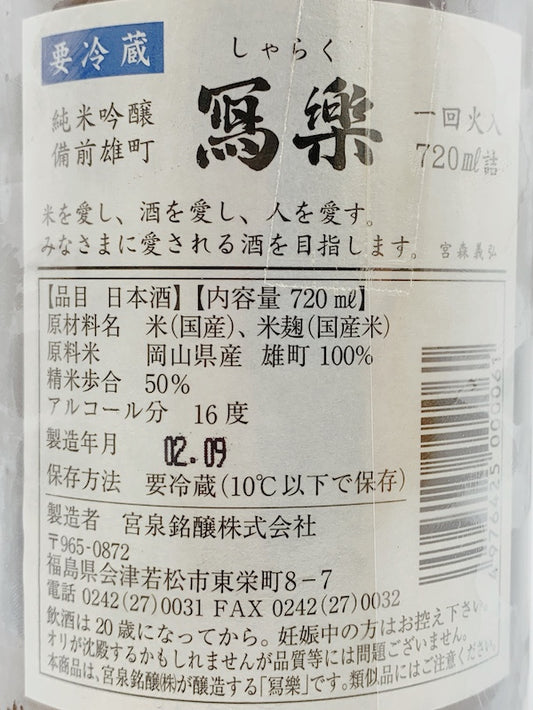 要冷蔵
しゃらく
純米吟醸
備前雄町
寫樂
一回火入
720ml詰
米を愛し、酒を愛し、人を愛す。
みなさまに愛される酒を目指します。 宮森義弘
【品目 日本酒】【内容量 720ml】
原材料名 米(国産)、米麹(国産米)
原料米 岡山県産 雄町 100%
精米歩合 50%
アルコール分 16度
製造年月 02.09
保存方法 要冷蔵(10℃以下で保存)
製造者 宮泉銘醸株式会社
〒965-0872
福島県会津若松市東栄町8-7
電話 0242(27)0031 FAX 0242(27)0032
飲酒は20歳になってから。妊娠中の方はお控え下さい。
オリが沈殿するかもしれませんが品質等には問題ございません。
本商品は、宮泉銘醸㈱が醸造する「寫樂」です。類似品にはご注意ください。
4976425000061